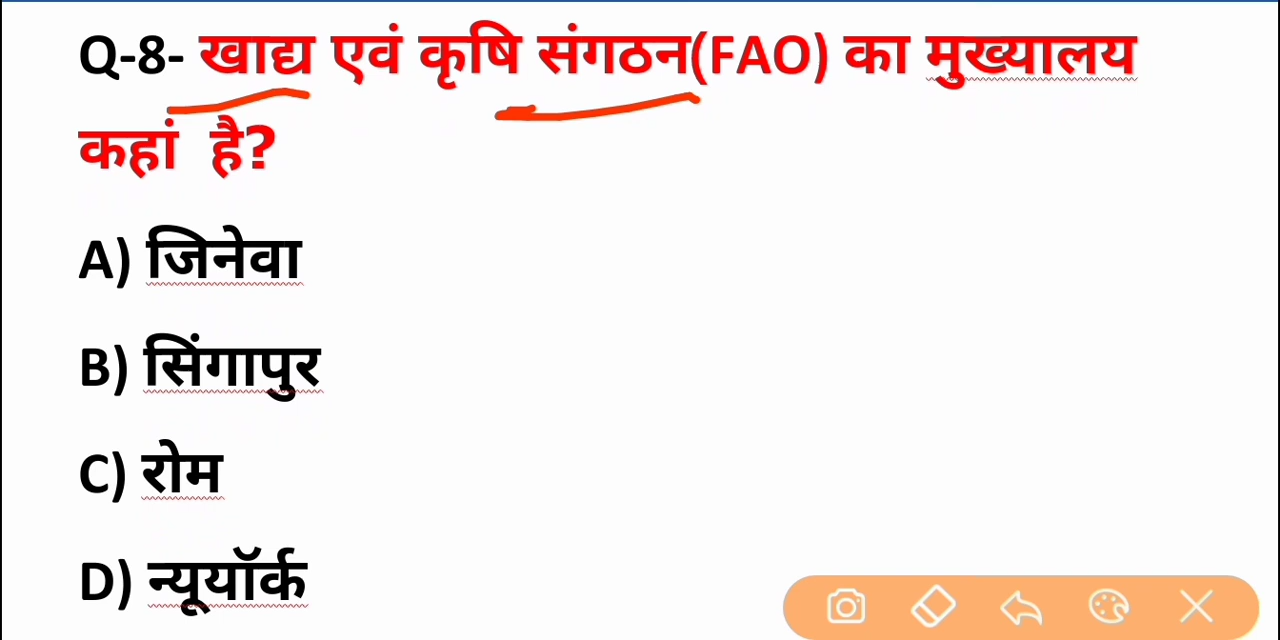 Q-8- खाद्य एवं कृषि संगठन(FAO) का मुख्यालय
कहां है?
A) जिनेवा
B) सिंगापुर
C) रोम
D) न्यूयॉर्क